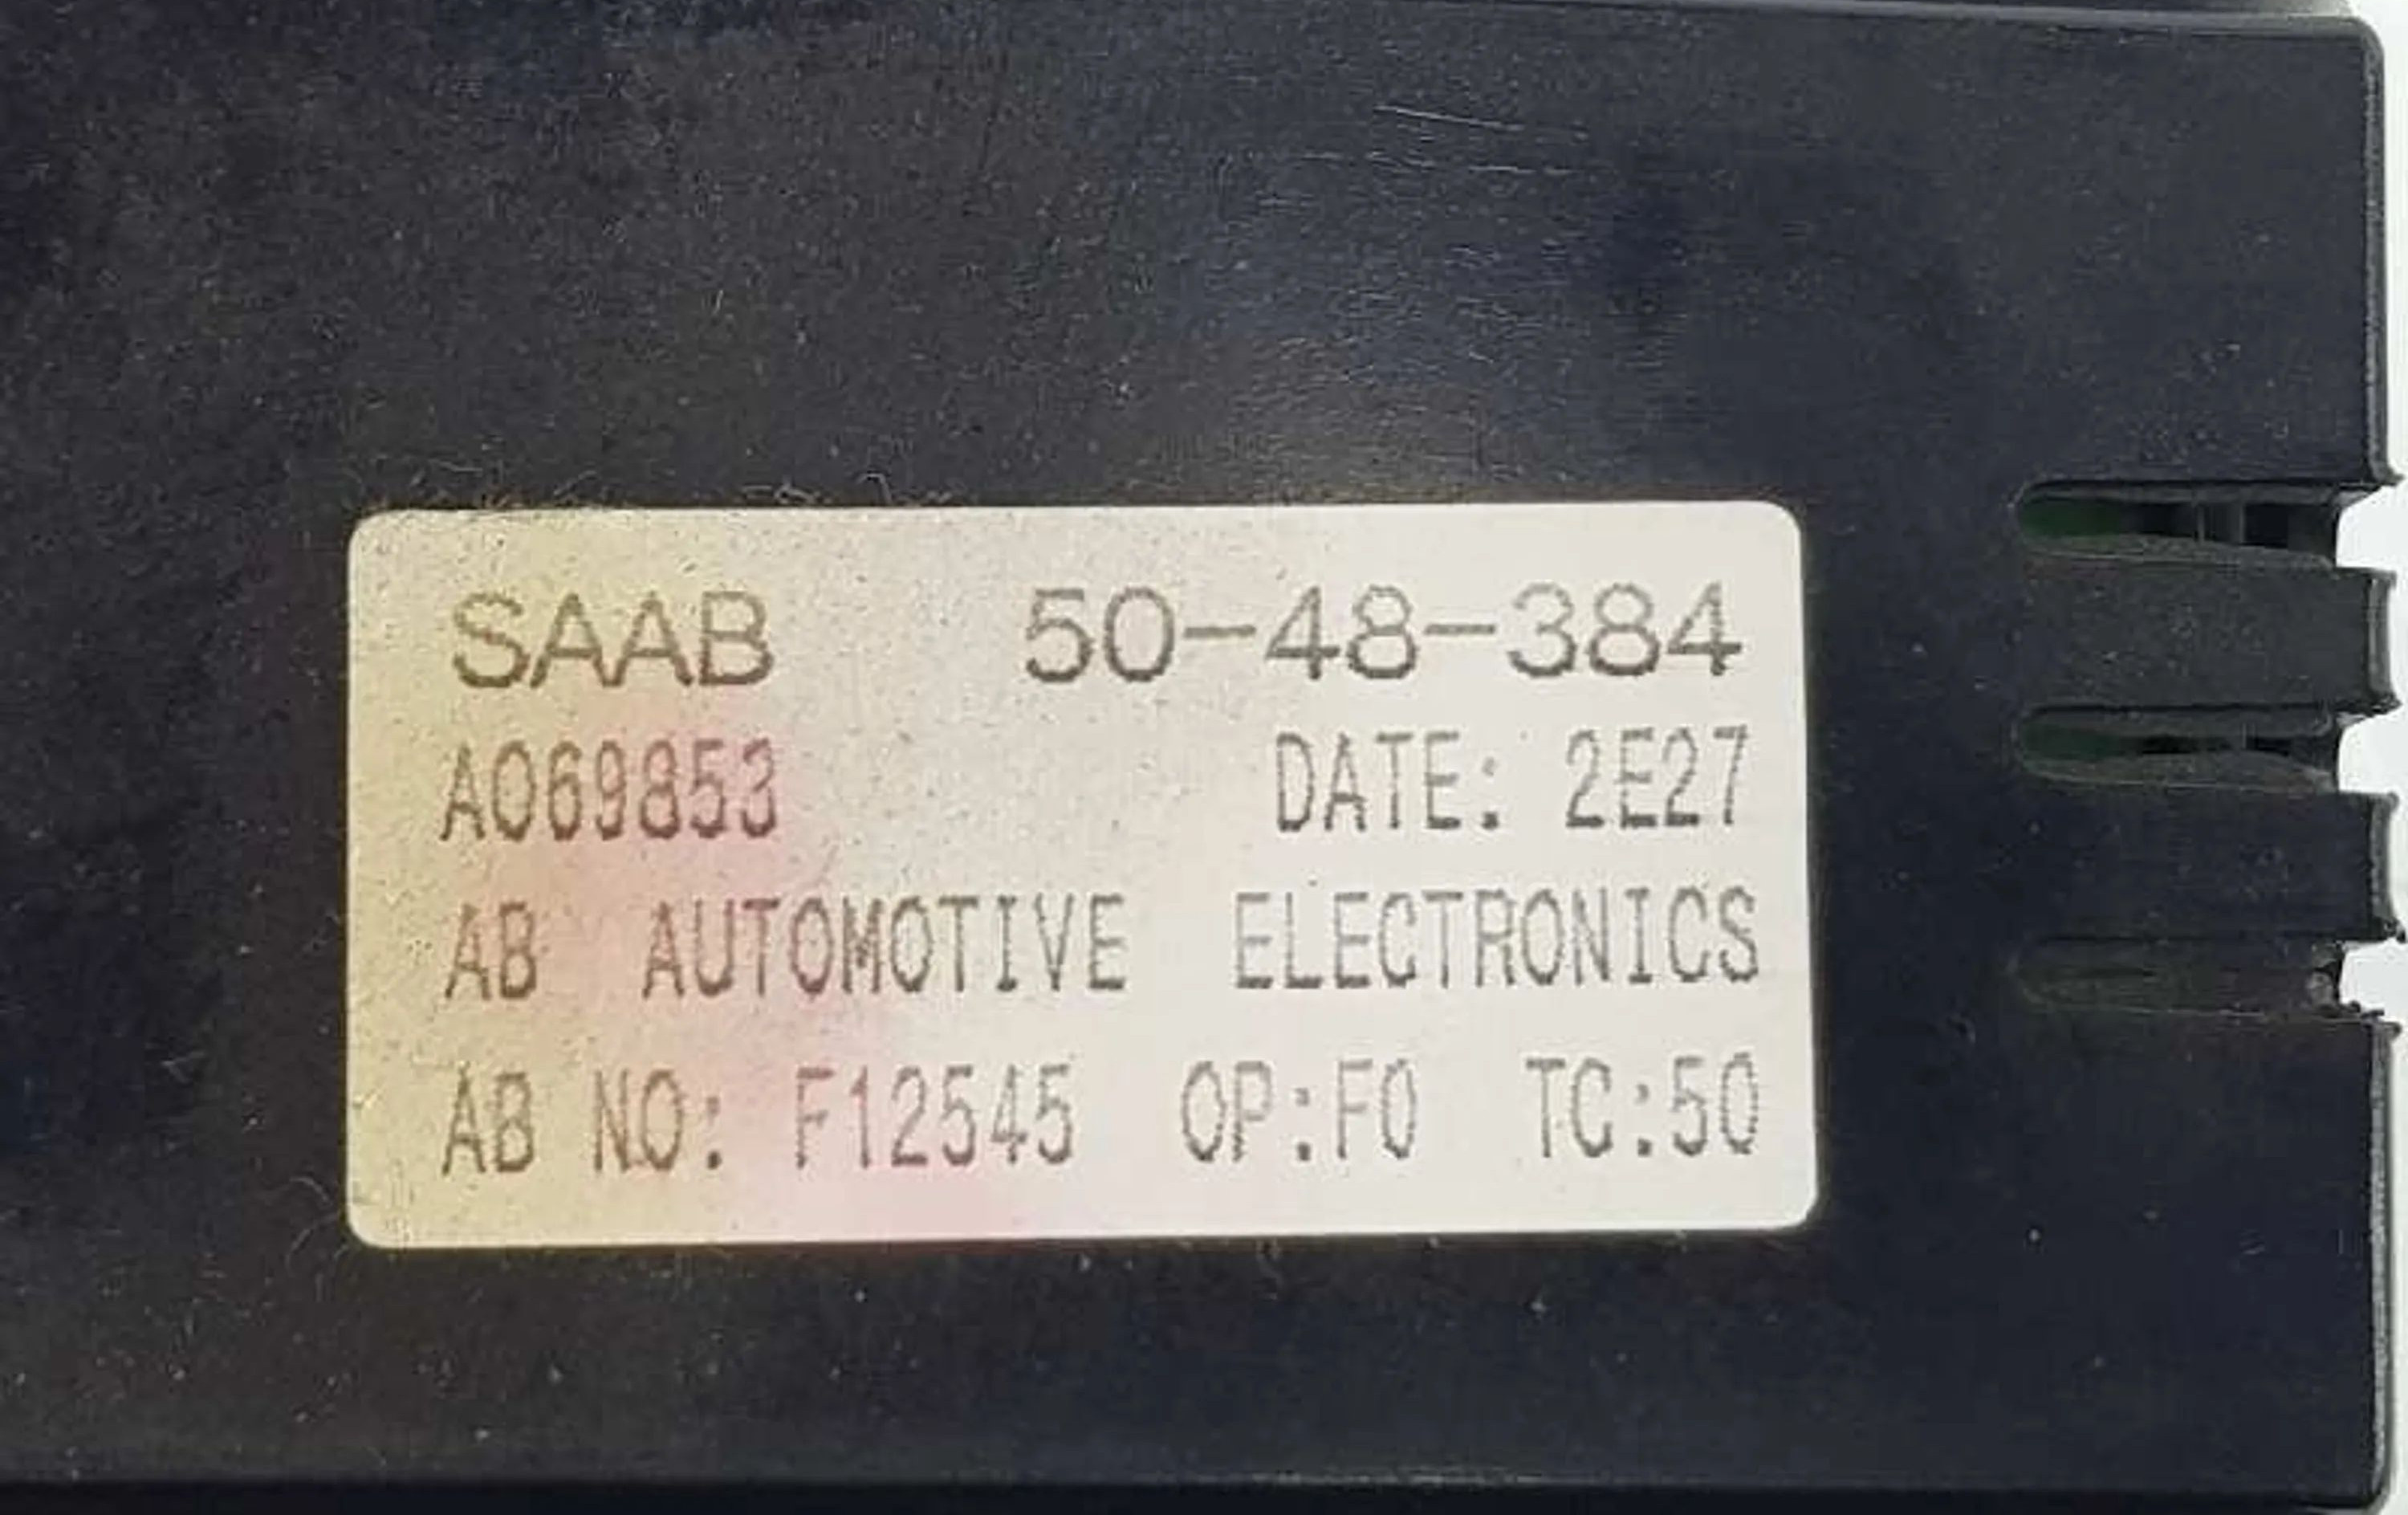 SAAB 50-48-384
A069853 DATE: 2E27
AB AUTOMOTIVE ELECTRONICS
AB NO: F12545 OP:F0 TC:50